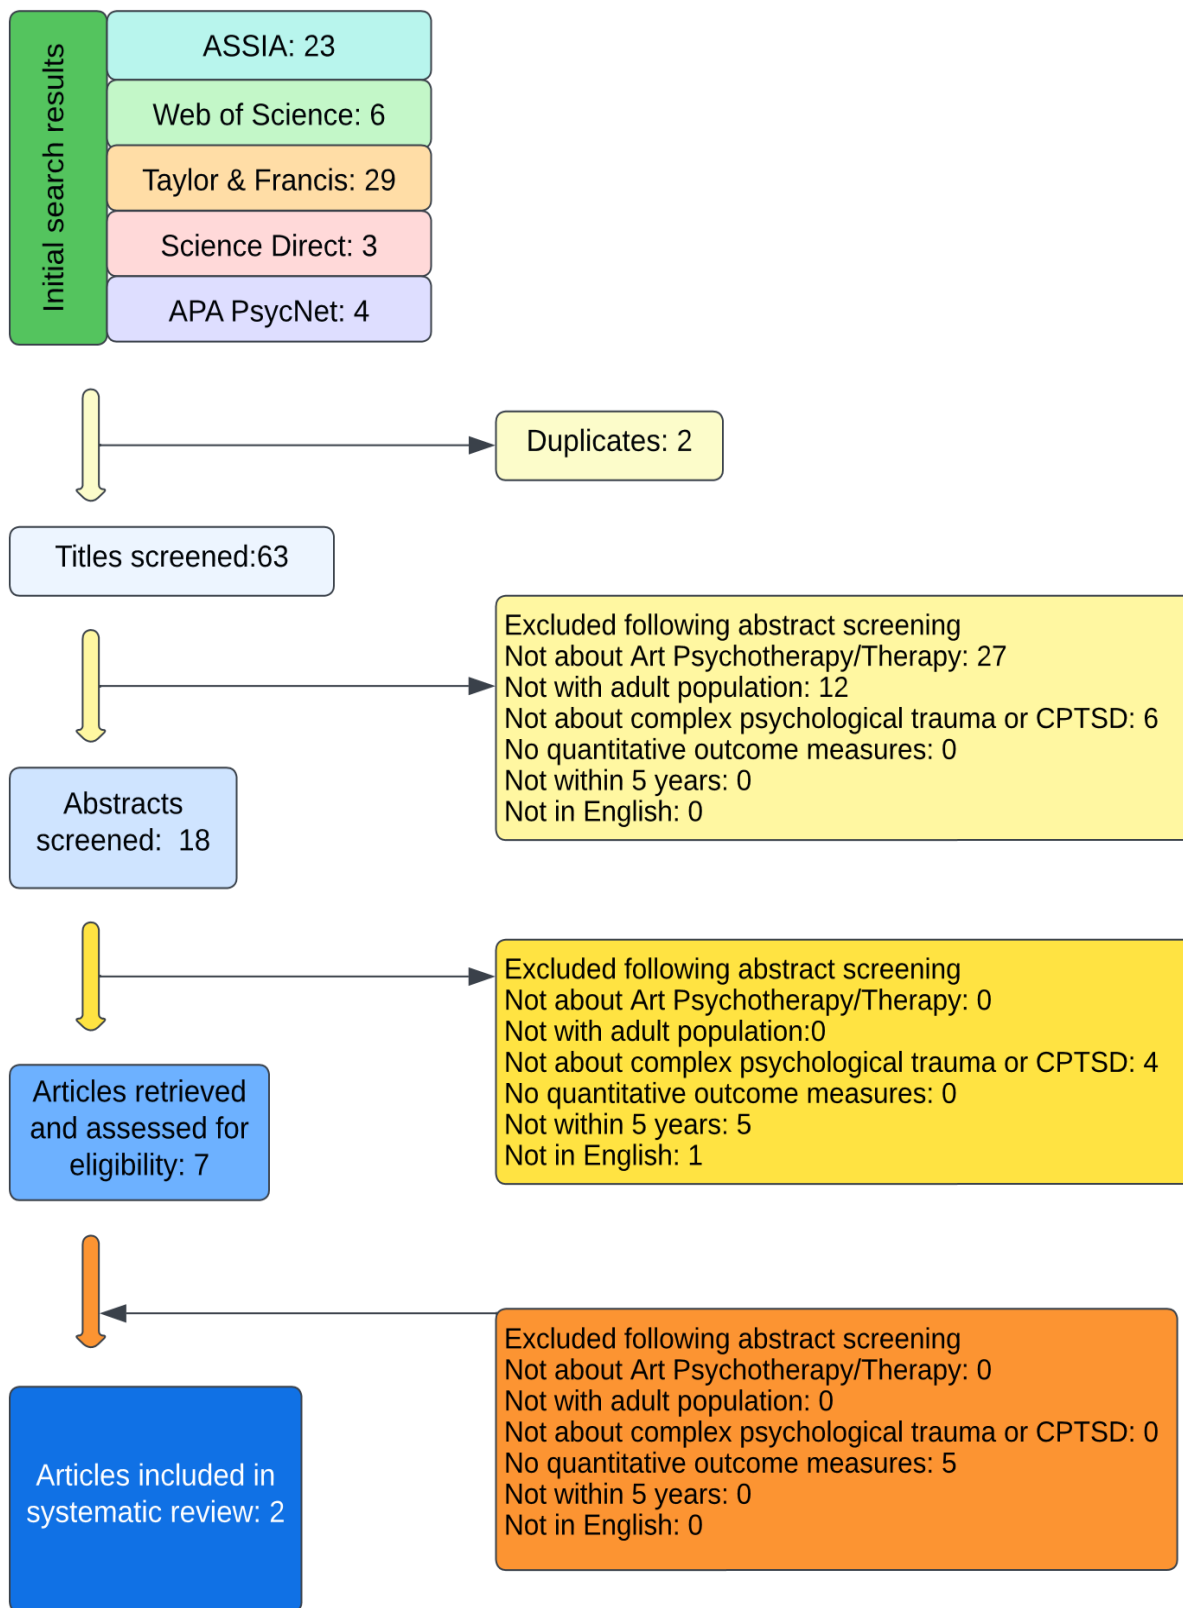 Initial search results
ASSIA: 23
Web of Science: 6
Taylor & Francis: 29
Science Direct: 3
APA PsycNet: 4
Duplicates: 2
Titles screened:63
Excluded following abstract screening
Not about Art Psychotherapy/Therapy: 27
Not with adult population: 12
Not about complex psychological trauma or CPTSD: 6
No quantitative outcome measures: 0
Not within 5 years: 0
Not in English: 0
Abstracts
screened:  18
Excluded following abstract screening
Not about Art Psychotherapy/Therapy: 0
Not with adult population:0
Not about complex psychological trauma or CPTSD: 4
No quantitative outcome measures: 0
Not within 5 years: 5
Not in English: 1
Articles retrieved
and assessed for
eligibility: 7
Excluded following abstract screening
Not about Art Psychotherapy/Therapy: 0
Not with adult population: 0
Not about complex psychological trauma or CPTSD: 0
No quantitative outcome measures: 5
Not within 5 years: 0
Not in English: 0
Articles included in
systematic review: 2